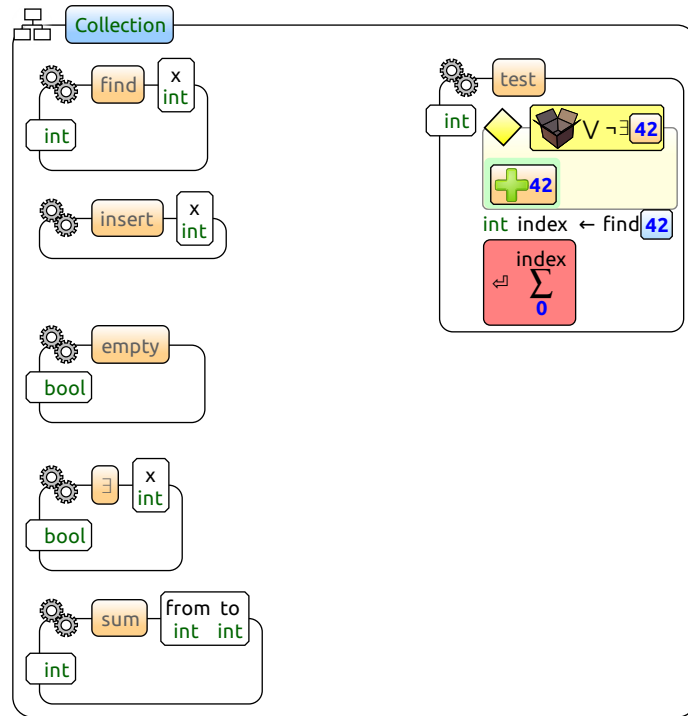 Collection
find x
int
int
insert x
int
empty
bool
∃ x
int
bool
sum from to
int int
int
test
int
∨ ¬∃ 42
42
int index ← find 42
index
⏎ ∑
0